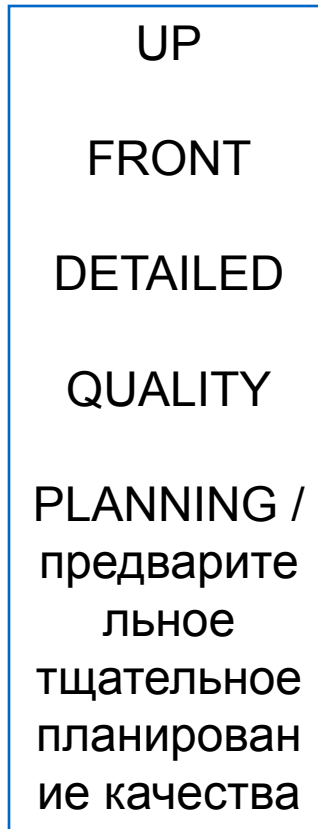 UP
FRONT
DETAILED
QUALITY
PLANNING /
предварите
льное
тщательное
планирован
ие качества